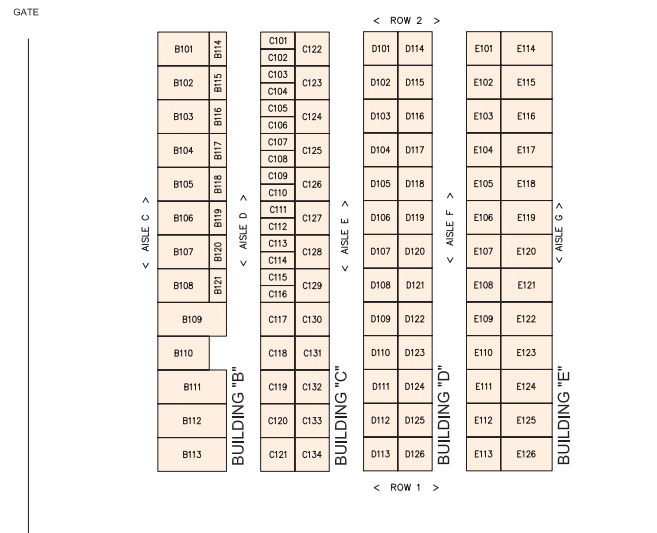 GATE
< ROW 2 >
B101 B114 C101 C122 D101 D114 E101 E114
C102
B102 B115 C103 C123 D102 D115 E102 E115
C104
B103 B116 C105 C124 D103 D116 E103 E116
C106
B104 B117 C107 C125 D104 D117 E104 E117
C108
B105 B118 C109 C126 D105 D118 E105 E118
C110
B106 B119 C111 C127 D106 D119 E106 E119
C112
B107 B120 C113 C128 D107 D120 E107 E120
C114
B108 B121 C115 C129 D108 D121 E108 E121
C116
B109 C117 C130 D109 D122 E109 E122
B110 C118 C131 D110 D123 E110 E123
B111 C119 C132 D111 D124 E111 E124
B112 C120 C133 D112 D125 E112 E125
B113 C121 C134 D113 D126 E113 E126
< AISLE C >
< AISLE D >
< AISLE E >
< AISLE F >
< AISLE G >
BUILDING "B"
BUILDING "C"
BUILDING "D"
BUILDING "E"
< ROW 1 >